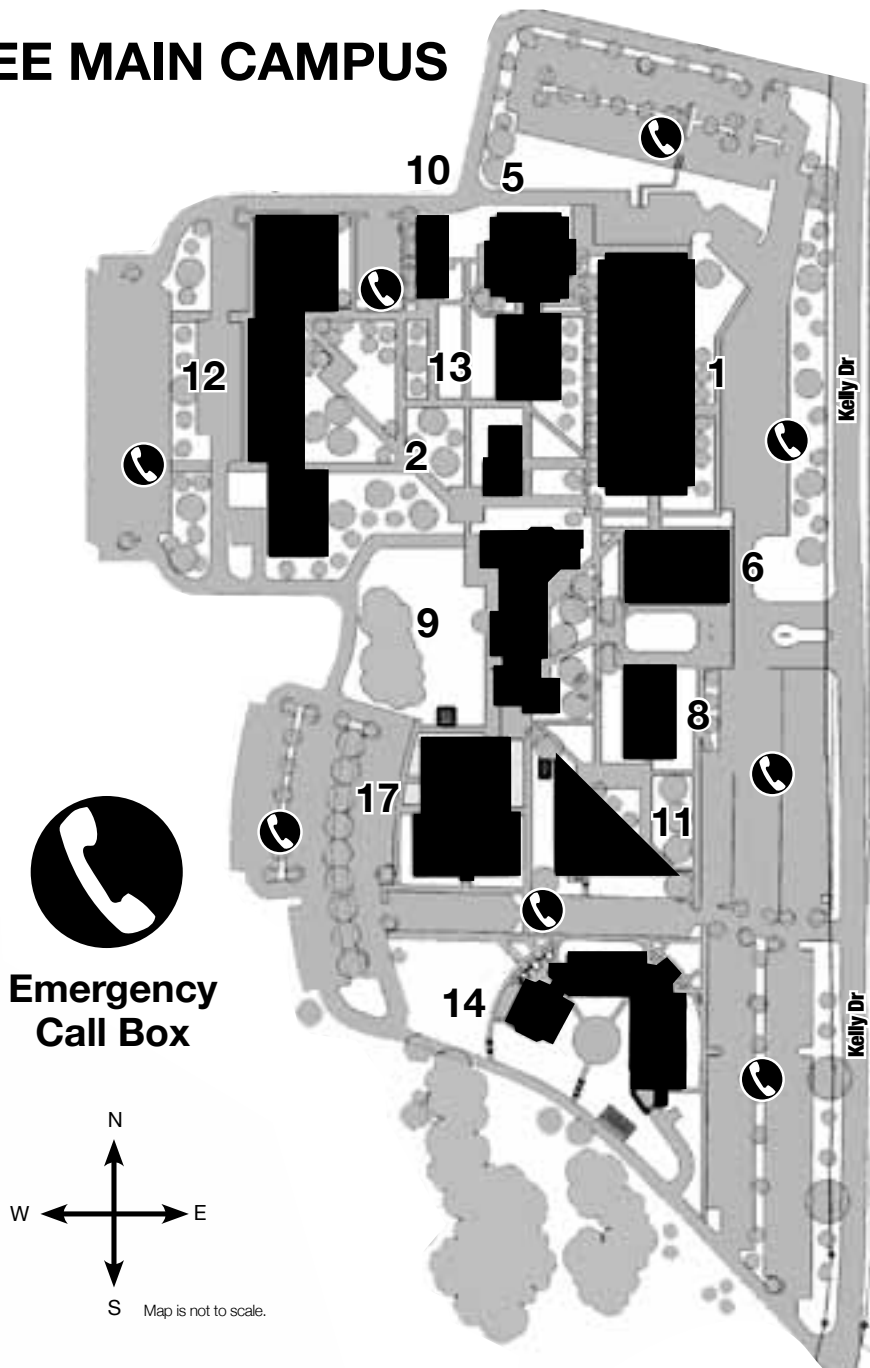 EE MAIN CAMPUS
10
5
13
12
1
Kelly Dr
2
6
9
8
17
11
Emergency
Call Box
14
Kelly Dr
N
W
E
S
Map is not to scale.